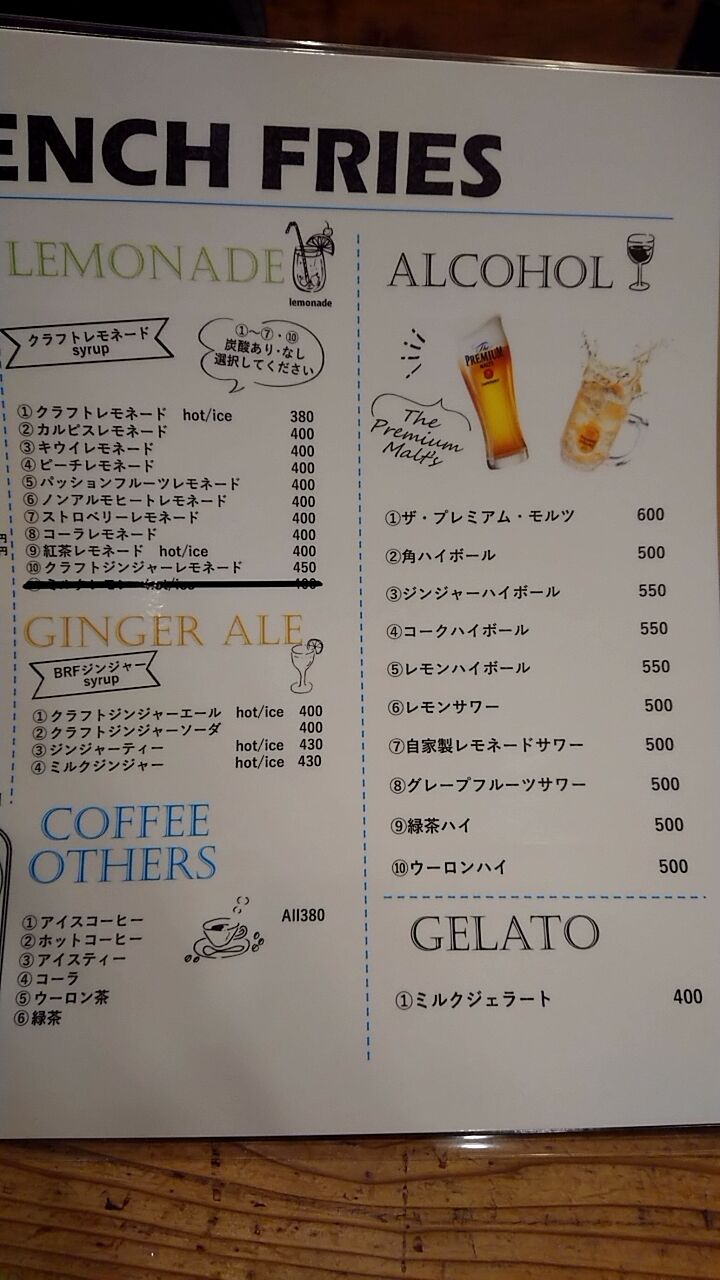 ENCH FRIES
LEMONADE
lemonade
クラフトレモネード
syrup
①〜⑦・⑩
炭酸あり・なし
選択してください
①クラフトレモネード hot/ice 380
②カルピスレモネード 400
③キウイレモネード 400
④ピーチレモネード 400
⑤パッションフルーツレモネード 400
⑥ノンアルモヒートレモネード 400
⑦ストロベリーレモネード 400
⑧コーラレモネード 400
⑨紅茶レモネード hot/ice 400
⑩クラフトジンジャーレモネード 450
GINGER ALE
BRFジンジャー
syrup
①クラフトジンジャーエール hot/ice 400
②クラフトジンジャーソーダ 400
③ジンジャーティー hot/ice 430
④ミルクジンジャー hot/ice 430
COFFEE
OTHERS
All380
①アイスコーヒー
②ホットコーヒー
③アイスティー
④コーラ
⑤ウーロン茶
⑥緑茶
ALCOHOL
The
PREMIUM
MALT'S
The
Premium
Malt's
①ザ・プレミアム・モルツ 600
②角ハイボール 500
③ジンジャーハイボール 550
④コークハイボール 550
⑤レモンハイボール 550
⑥レモンサワー 500
⑦自家製レモネードサワー 500
⑧グレープフルーツサワー 500
⑨緑茶ハイ 500
⑩ウーロンハイ 500
GELATO
①ミルクジェラート 400